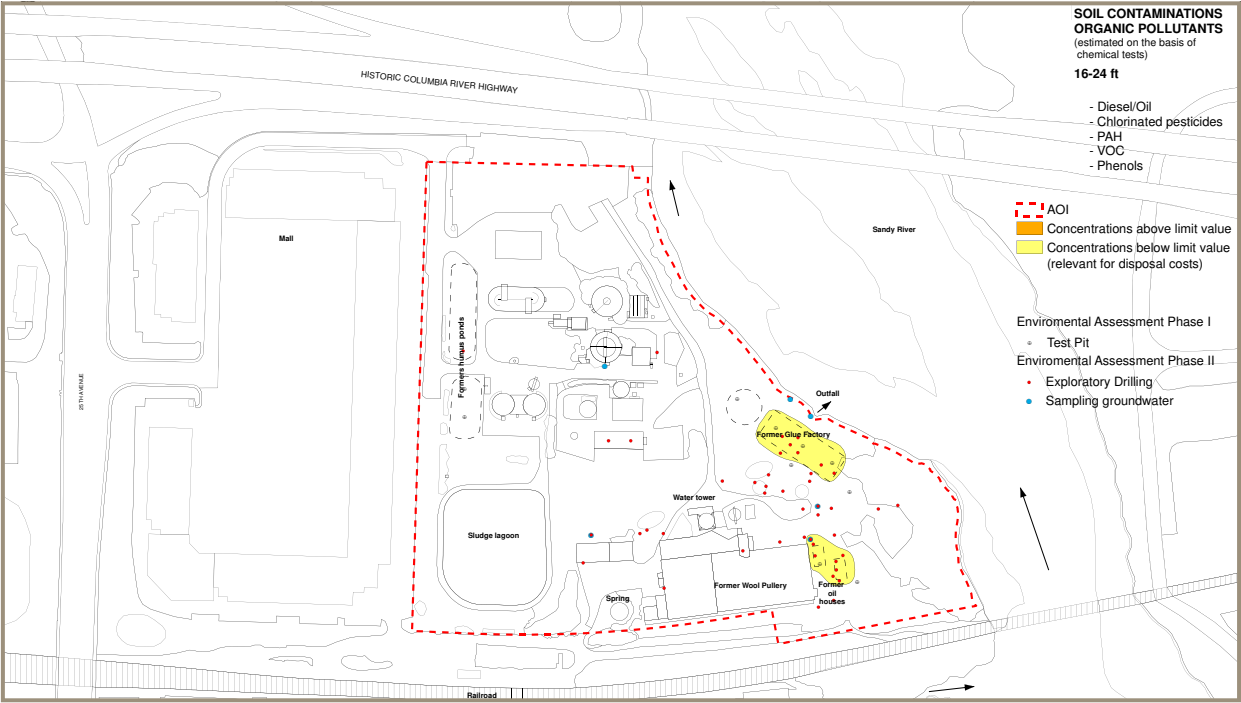 SOIL CONTAMINATIONS
ORGANIC POLLUTANTS
(estimated on the basis of
chemical tests)
16-24 ft
- Diesel/Oil
- Chlorinated pesticides
- PAH
- VOC
- Phenols
AOI
Concentrations above limit value
Concentrations below limit value
(relevant for disposal costs)
Enviromental Assessment Phase I
Test Pit
Enviromental Assessment Phase II
Exploratory Drilling
Sampling groundwater
HISTORIC COLUMBIA RIVER HIGHWAY
Mall
Sandy River
Formers humus ponds
25TH AVENUE
Outfall
Former Glue Factory
Water tower
Sludge lagoon
Former Wool Pullery
Former
oil
houses
Spring
Railroad